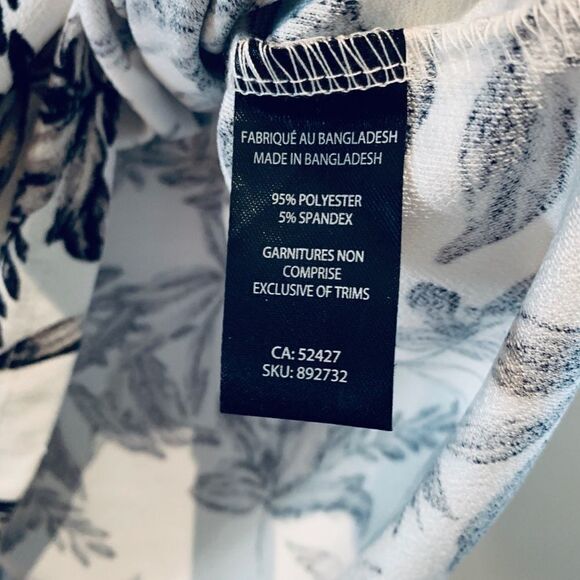 FABRIQUÉ AU BANGLADESH
MADE IN BANGLADESH
95% POLYESTER
5% SPANDEX
GARNITURES NON
COMPRISE
EXCLUSIVE OF TRIMS
CA: 52427
SKU: 892732